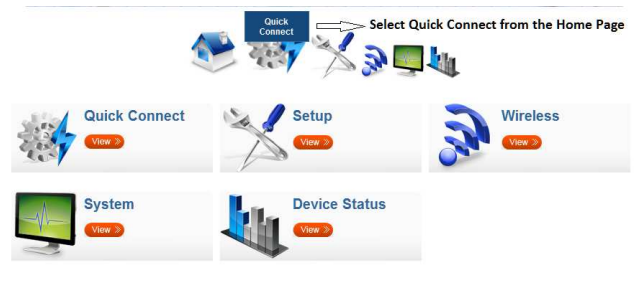 Quick
Connect
Select Quick Connect from the Home Page
Quick Connect
View »
Setup
View »
Wireless
View »
System
View »
Device Status
View »